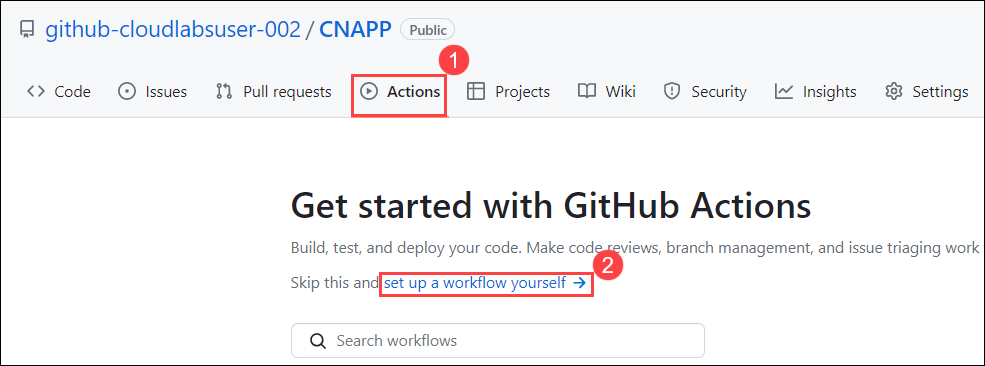 github-cloudlabsuser-002 / CNAPP Public
1
Code Issues Pull requests Actions Projects Wiki Security Insights Settings
Get started with GitHub Actions
Build, test, and deploy your code. Make code reviews, branch management, and issue triaging work
2
Skip this and set up a workflow yourself →
Search workflows